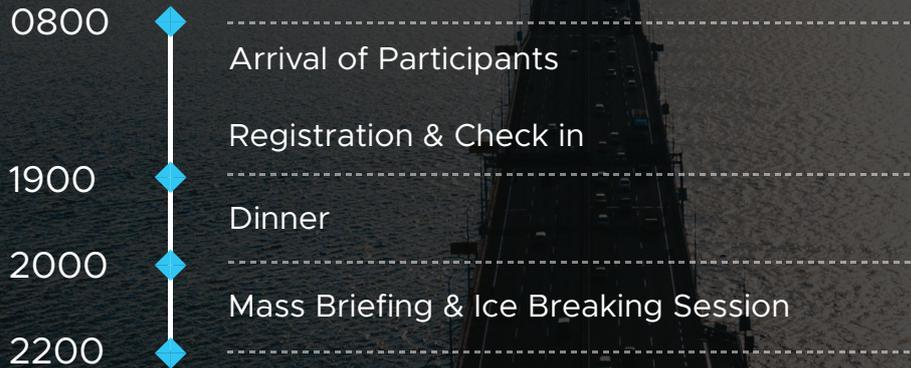 0800
Arrival of Participants
Registration & Check in
1900
Dinner
2000
Mass Briefing & Ice Breaking Session
2200